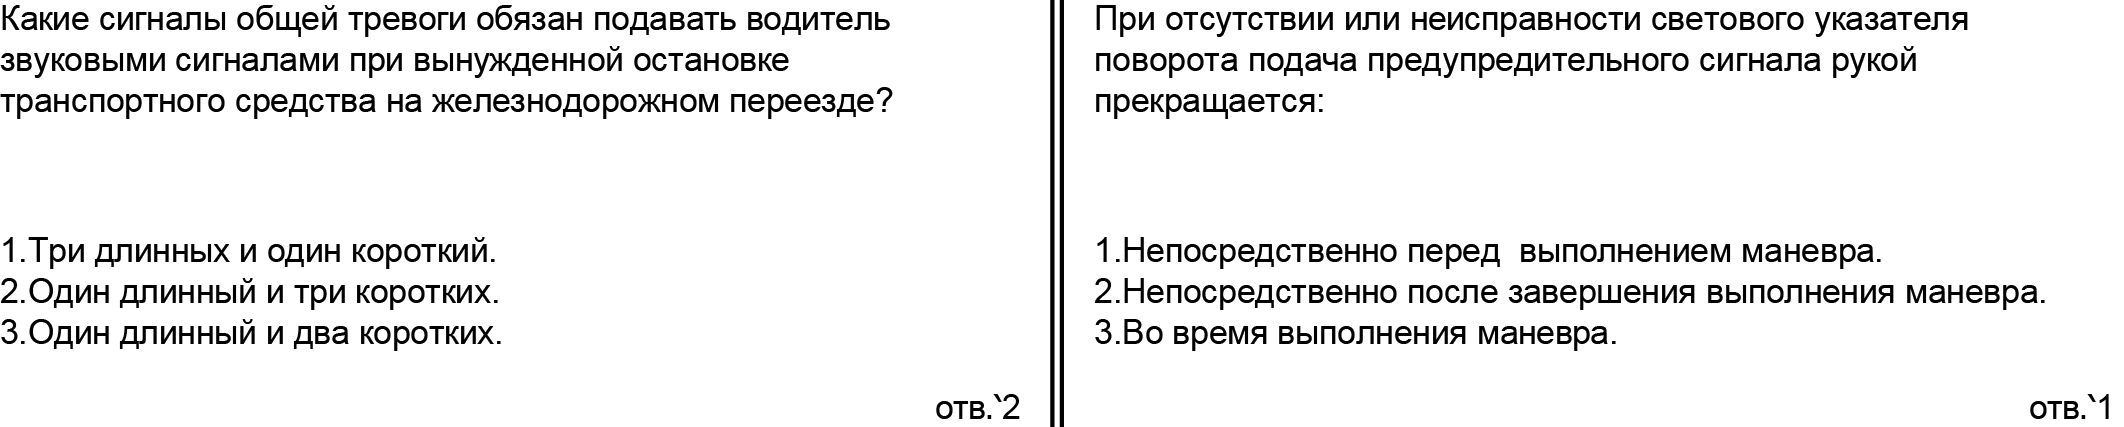 Какие сигналы общей тревоги обязан подавать водитель
звуковыми сигналами при вынужденной остановке
транспортного средства на железнодорожном переезде?
1.Три длинных и один короткий.
2.Один длинный и три коротких.
3.Один длинный и два коротких.
отв.`2
При отсутствии или неисправности светового указателя
поворота подача предупредительного сигнала рукой
прекращается:
1.Непосредственно перед  выполнением маневра.
2.Непосредственно после завершения выполнения маневра.
3.Во время выполнения маневра.
отв.`1